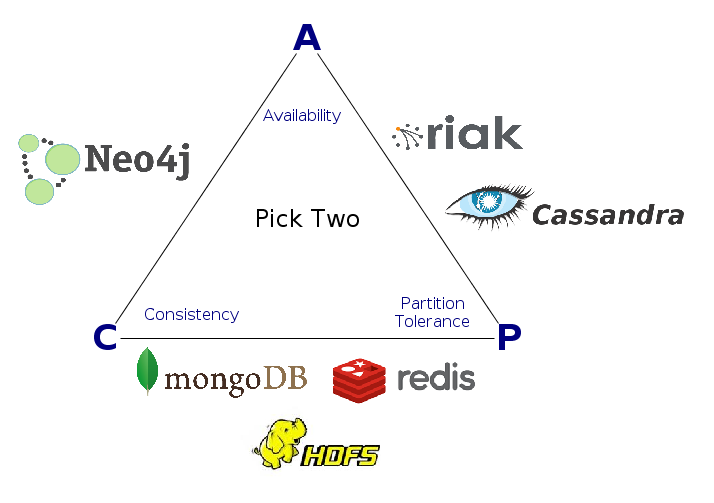 A
Availability
riak
Neo4j
Cassandra
Pick Two
Consistency
Partition
Tolerance
C
P
mongoDB
redis
HDFS